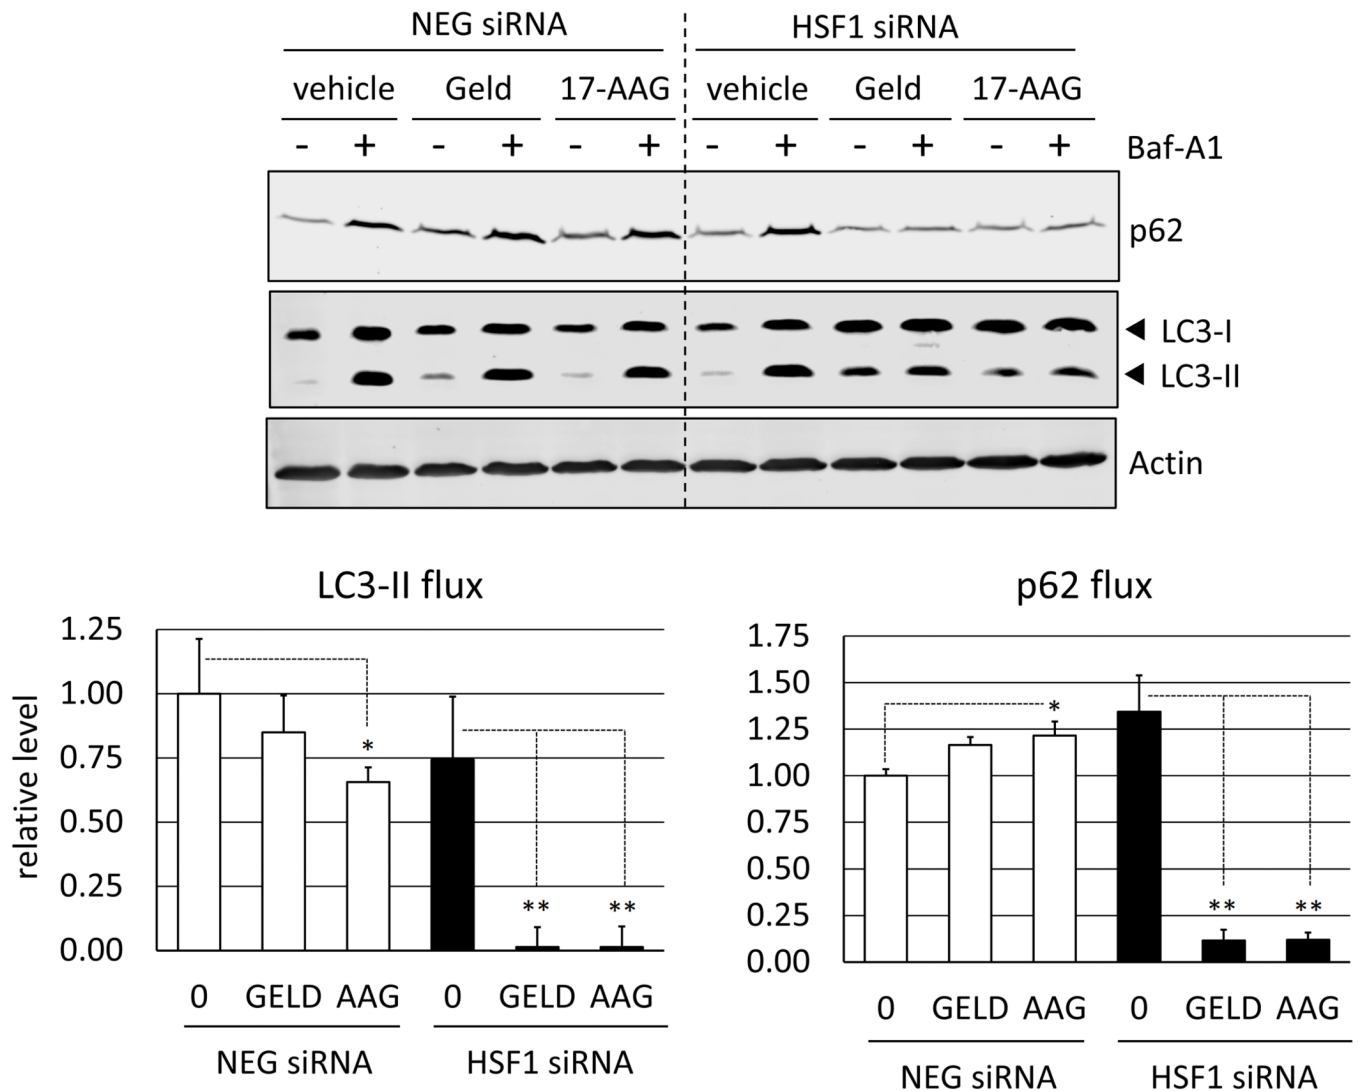 NEG siRNA HSF1 siRNA
vehicle Geld 17-AAG vehicle Geld 17-AAG
- + - + - + - + - + - + Baf-A1
p62
◄ LC3-I
◄ LC3-II
Actin
LC3-II flux
relative level
1.25
1.00
0.75
0.50
0.25
0.00
*
** **
0 GELD AAG 0 GELD AAG
NEG siRNA HSF1 siRNA
p62 flux
1.75
1.50
1.25
1.00
0.75
0.50
0.25
0.00
*
** **
0 GELD AAG 0 GELD AAG
NEG siRNA HSF1 siRNA